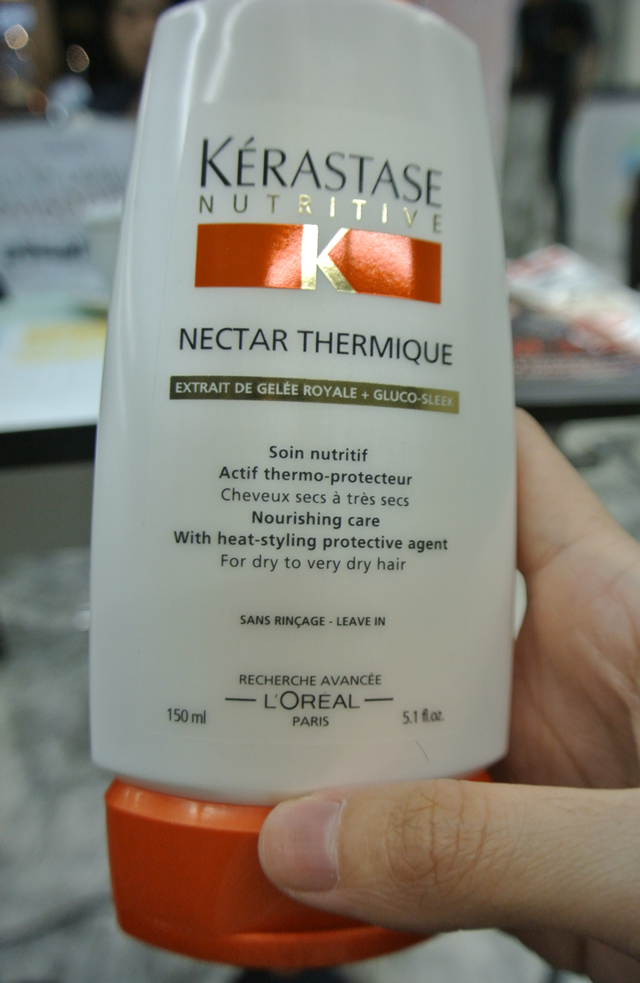 KÉRASTASE
NUTRITIVE
K
NECTAR THERMIQUE
EXTRAIT DE GELÉE ROYALE + GLUCO-SLEEK
Soin nutritif
Actif thermo-protecteur
Cheveux secs à très secs
Nourishing care
With heat-styling protective agent
For dry to very dry hair
SANS RINÇAGE - LEAVE IN
RECHERCHE AVANCÉE
L'ORÉAL
PARIS
150 ml
5.1 fl.oz.